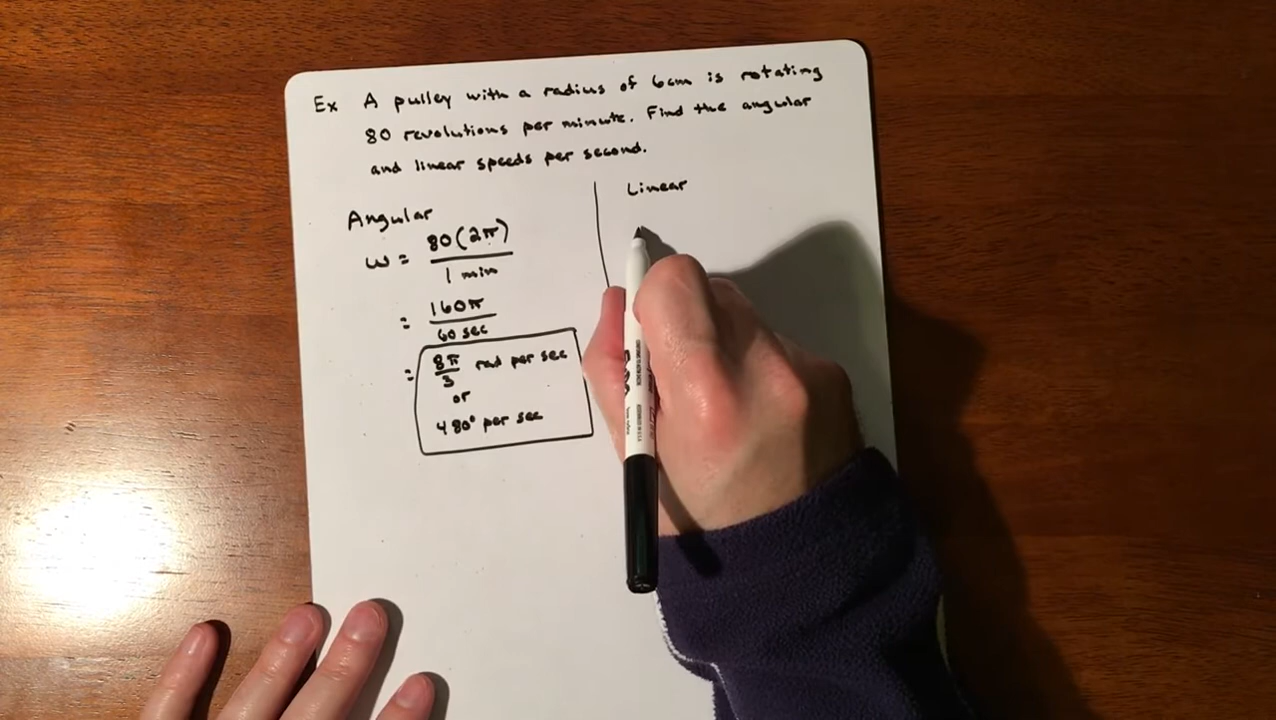 Ex A pulley with a radius of 6cm is rotating
80 revolutions per minute. Find the angular
and linear speeds per second.
Angular
ω = 80(2π)
1 min
= 160π
60 sec
= 8π
3 rad per sec
or
480° per sec
Linear